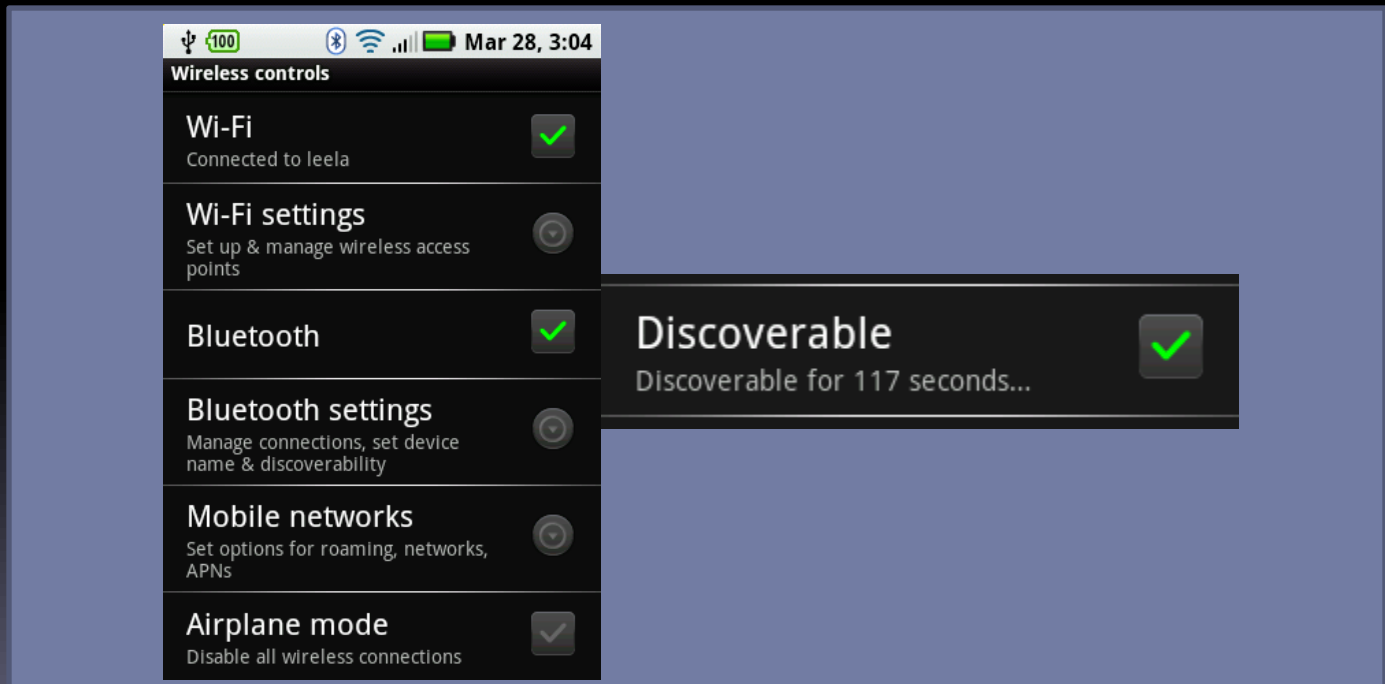 100 Mar 28, 3:04
Wireless controls
Wi-Fi
Connected to leela
Wi-Fi settings
Set up & manage wireless access
points
Bluetooth
Bluetooth settings
Manage connections, set device
name & discoverability
Mobile networks
Set options for roaming, networks,
APNs
Airplane mode
Disable all wireless connections
Discoverable
Discoverable for 117 seconds...